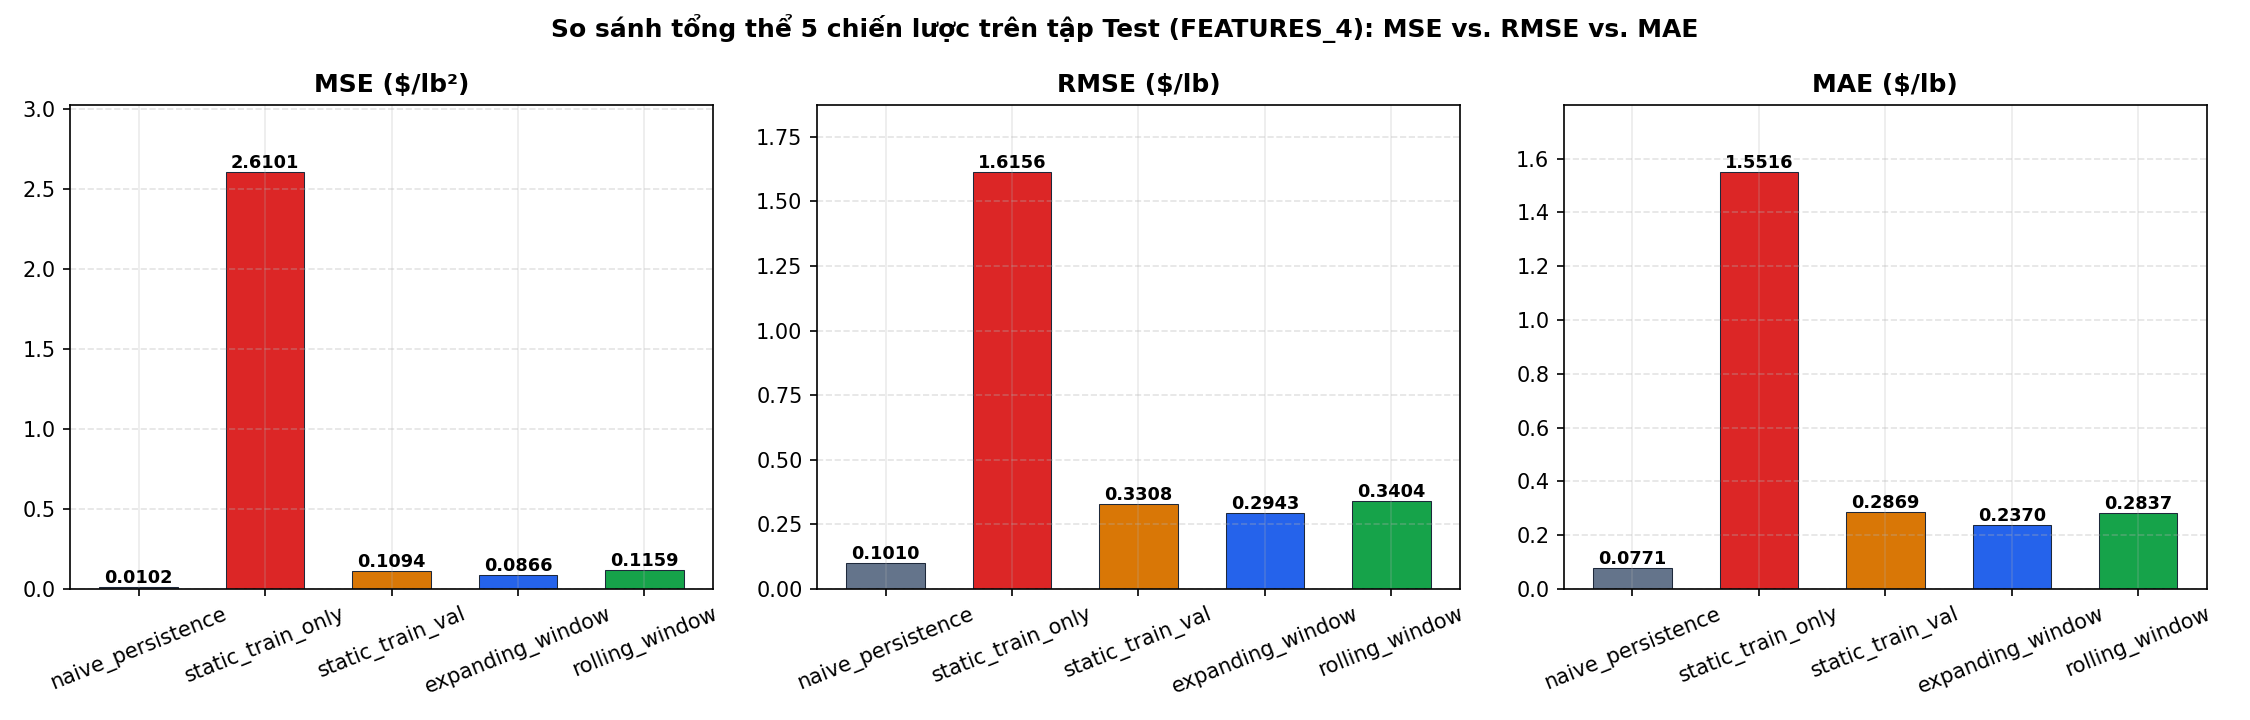 So sánh tổng thể 5 chiến lược trên tập Test (FEATURES_4): MSE vs. RMSE vs. MAE
MSE ($/lb²)
3.0
2.5
2.0
1.5
1.0
0.5
0.0
0.0102
2.6101
0.1094
0.0866
0.1159
naive_persistence
static_train_only
static_train_val
expanding_window
rolling_window
RMSE ($/lb)
1.75
1.50
1.25
1.00
0.75
0.50
0.25
0.00
0.1010
1.6156
0.3308
0.2943
0.3404
naive_persistence
static_train_only
static_train_val
expanding_window
rolling_window
MAE ($/lb)
1.6
1.4
1.2
1.0
0.8
0.6
0.4
0.2
0.0
0.0771
1.5516
0.2869
0.2370
0.2837
naive_persistence
static_train_only
static_train_val
expanding_window
rolling_window